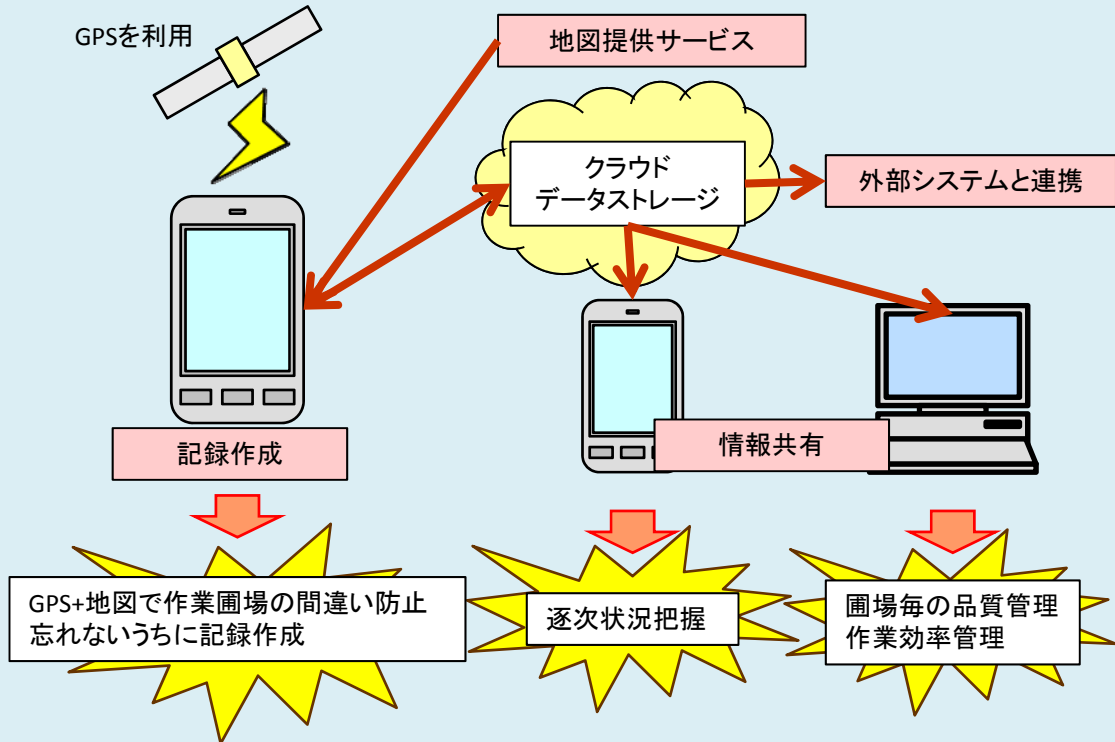 GPSを利用
地図提供サービス
クラウド
データストレージ
外部システムと連携
記録作成
情報共有
GPS+地図で作業圃場の間違い防止
忘れないうちに記録作成
逐次状況把握
圃場毎の品質管理
作業効率管理